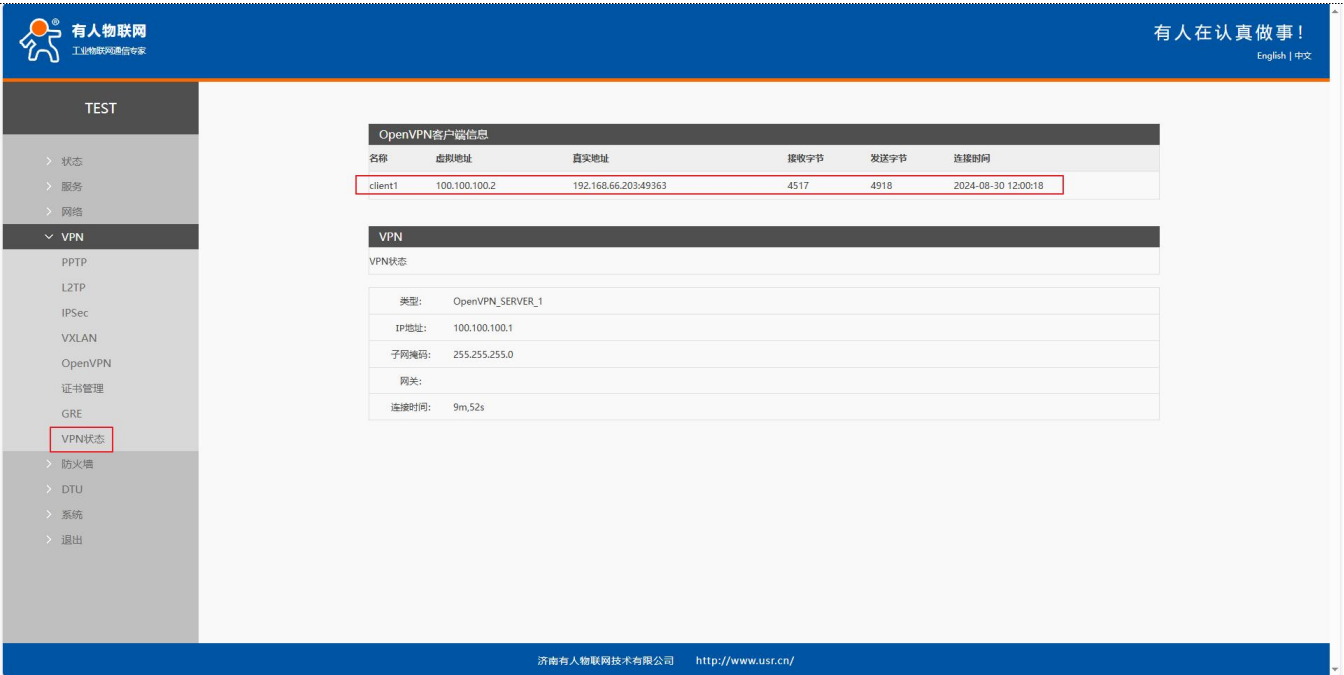 有人物联网
工业物联网通信专家
有人在认真做事！
English | 中文
TEST
状态
服务
网络
VPN
PPTP
L2TP
IPSec
VXLAN
OpenVPN
证书管理
GRE
VPN状态
防火墙
DTU
系统
退出
OpenVPN客户端信息
名称 虚拟地址 真实地址 接收字节 发送字节 连接时间
client1 100.100.100.2 192.168.66.203:49363 4517 4918 2024-08-30 12:00:18
VPN
VPN状态
类型: OpenVPN_SERVER_1
IP地址: 100.100.100.1
子网掩码: 255.255.255.0
网关:
连接时间: 9m,52s
济南有人物联网技术有限公司 http://www.usr.cn/